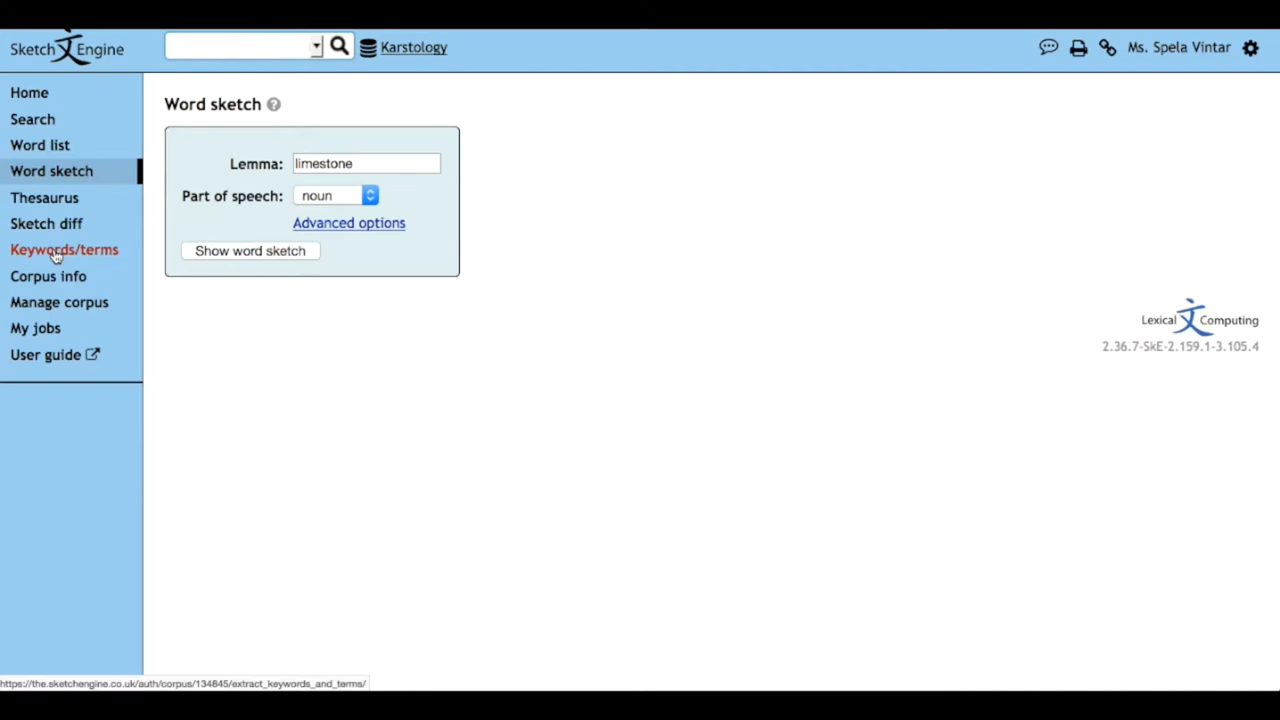 Sketch 文 Engine
Karstology
Ms. Spela Vintar
Home
Search
Word list
Word sketch
Thesaurus
Sketch diff
Keywords/terms
Corpus info
Manage corpus
My jobs
User guide
Word sketch ?
Lemma: limestone
Part of speech: noun
Advanced options
Show word sketch
Lexical 文 Computing
2.36.7-SkE-2.159.1-3.105.4
https://the.sketchengine.co.uk/auth/corpus/134845/extract_keywords_and_terms/